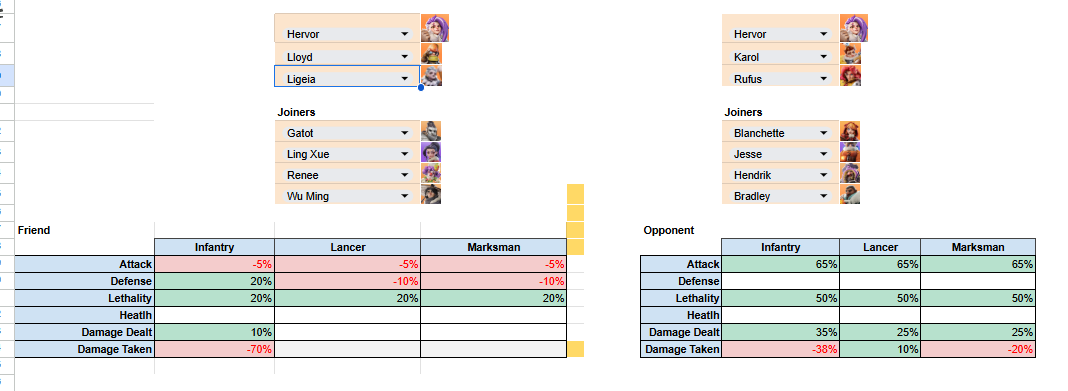 Hervor Hervor
Lloyd Karol
Ligeia Rufus
Joiners Joiners
Gatot Blanchette
Ling Xue Jesse
Renee Hendrik
Wu Ming Bradley
Friend Opponent
Infantry Lancer Marksman Infantry Lancer Marksman
Attack -5% -5% -5% Attack 65% 65% 65%
Defense 20% -10% -10% Defense
Lethality 20% 20% 20% Lethality 50% 50% 50%
Heatlh Heatlh
Damage Dealt 10% Damage Dealt 35% 25% 25%
Damage Taken -70% Damage Taken -38% 10% -20%